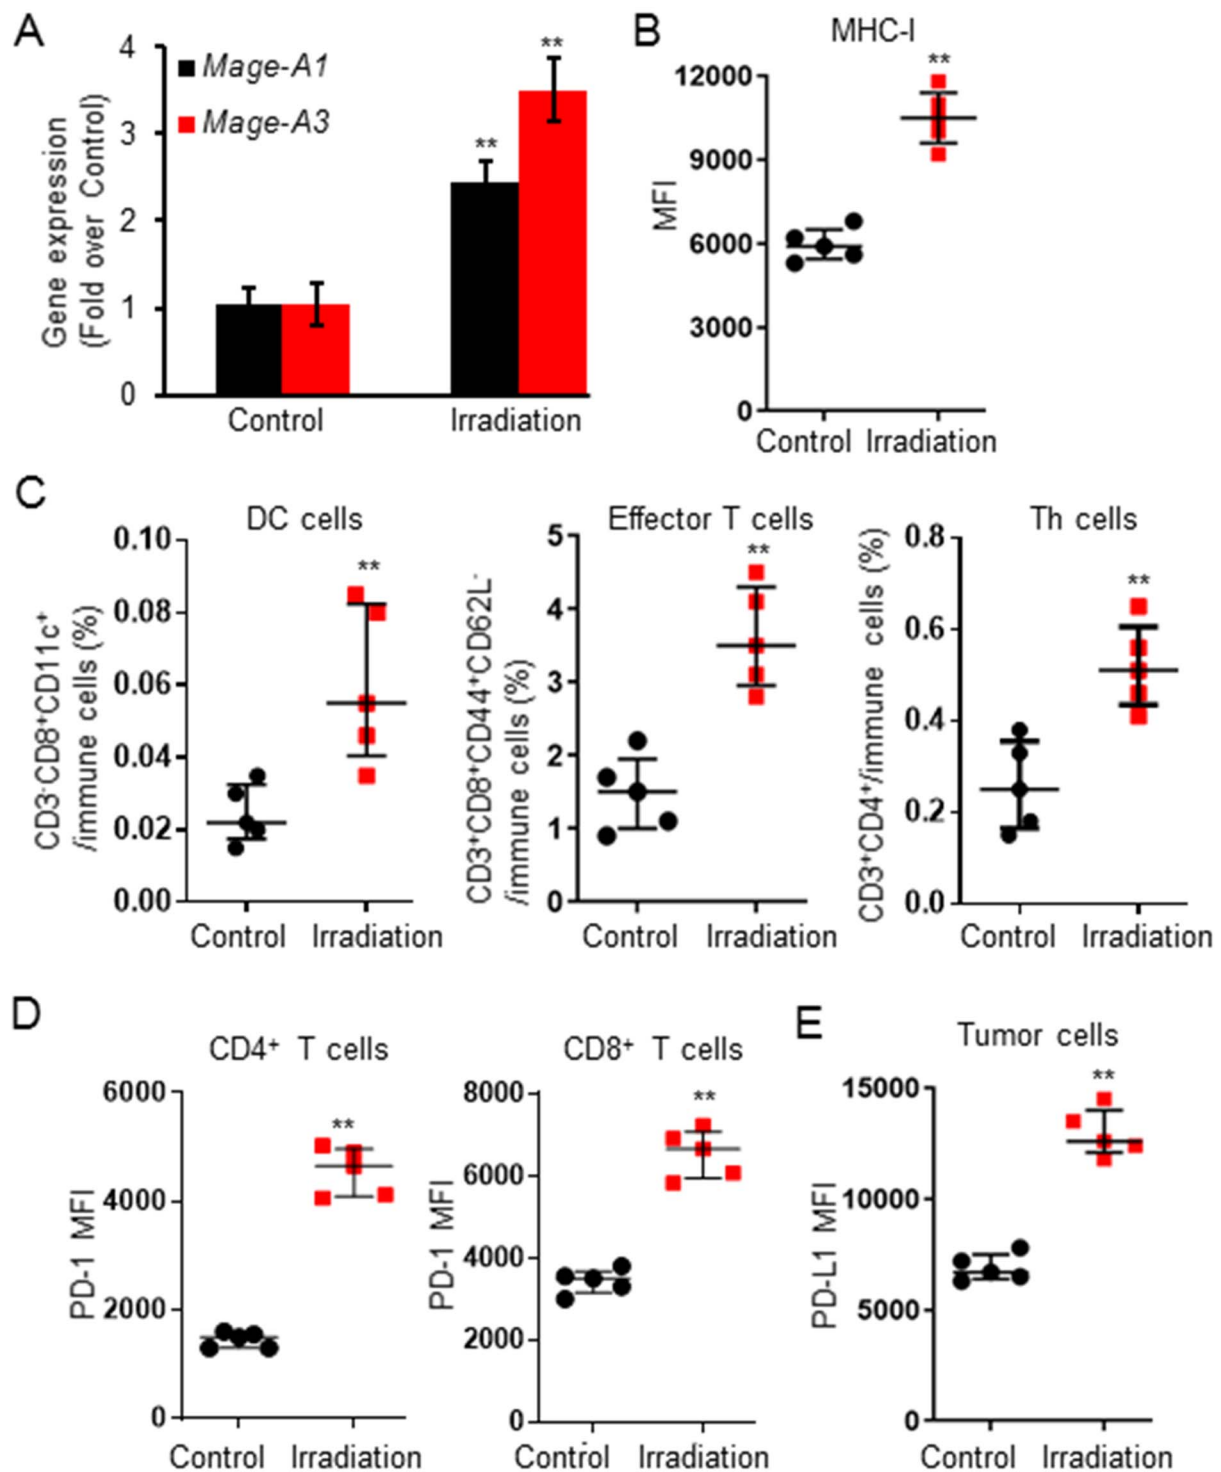 A
4
3
2
1
0
Gene expression
(Fold over Control)
Mage-A1
Mage-A3
**
**
Control
Irradiation
B
MHC-I
12000
9000
6000
3000
0
MFI
**
Control
Irradiation
C
DC cells
0.10
0.08
0.06
0.04
0.02
0.00
CD3⁻CD8⁺CD11c⁺
/immune cells (%)
**
Control
Irradiation
Effector T cells
5
4
3
2
1
0
CD3⁺CD8⁺CD44⁺CD62L⁻
/immune cells (%)
**
Control
Irradiation
Th cells
0.8
0.6
0.4
0.2
0.0
CD3⁺CD4⁺/immune cells (%)
**
Control
Irradiation
D
CD4⁺ T cells
6000
4000
2000
0
PD-1 MFI
**
Control
Irradiation
CD8⁺ T cells
8000
6000
4000
2000
0
PD-1 MFI
**
Control
Irradiation
E
Tumor cells
15000
10000
5000
0
PD-L1 MFI
**
Control
Irradiation